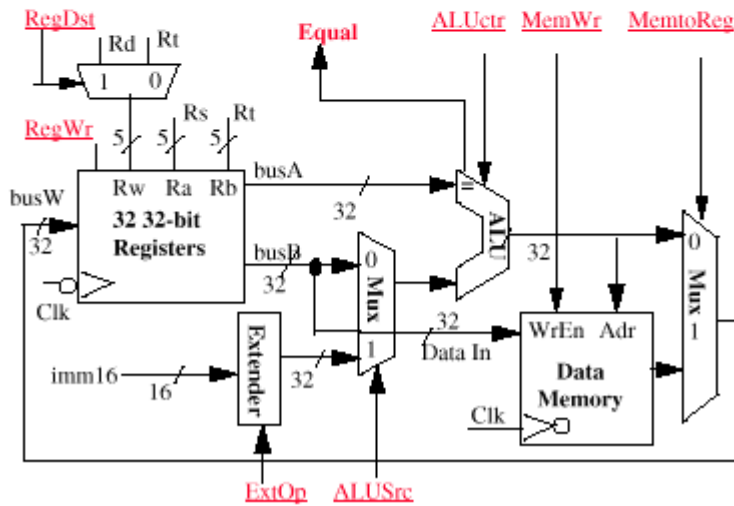 RegDst Rd Rt Equal ALUctr MemWr MemtoReg
1 0
RegWr 5 5 Rs 5 Rt
busW Rw Ra Rb busA
32 32 32-bit Registers 32
busB 32 0 Mux 1
= ALU 32 0 Mux 1
Clk
imm16 16 Extender 32
32 Data In WrEn Adr
Data Memory
Clk
ExtOp ALUSrc